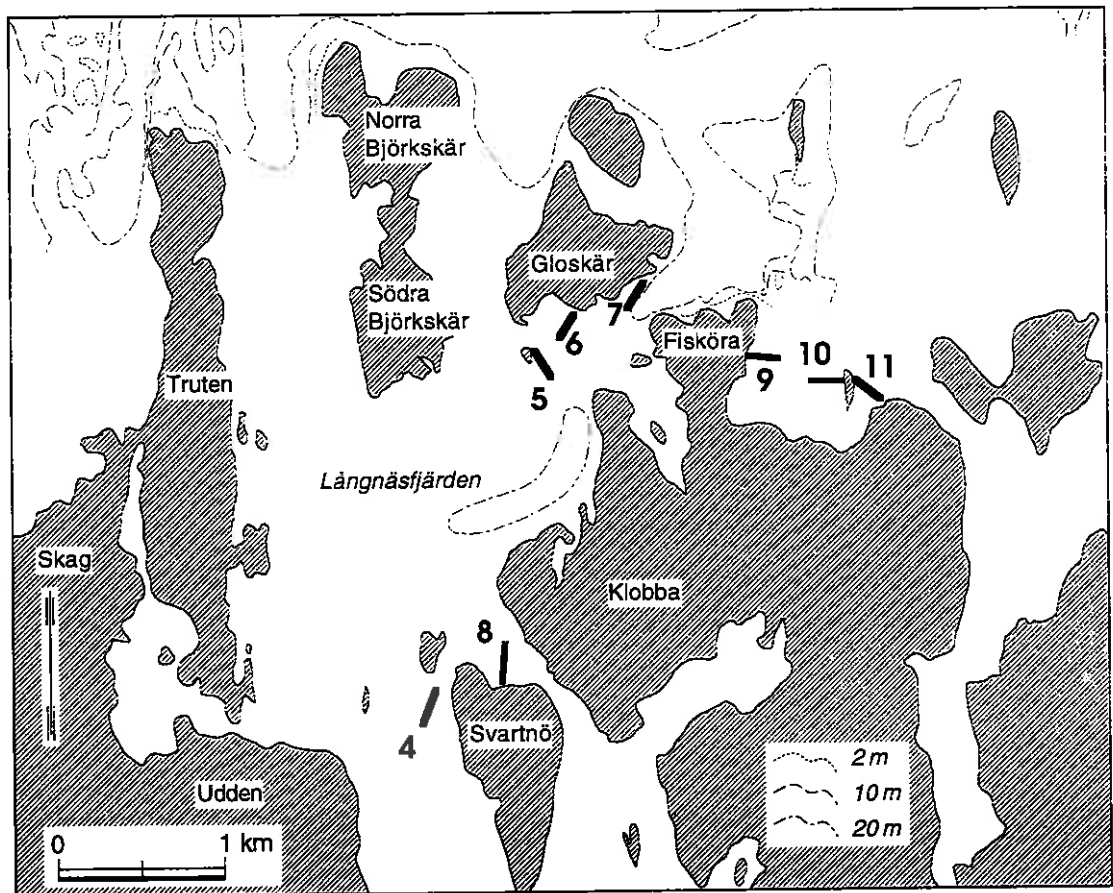 Norra
Björkskär
Gloskär
Södra
Björkskär
7
6
5
Fisköra
9
10
11
Truten
Långnäsfjärden
Skag
Klobba
8
4
Svartnö
Udden
0
1 km
2 m
10 m
20 m